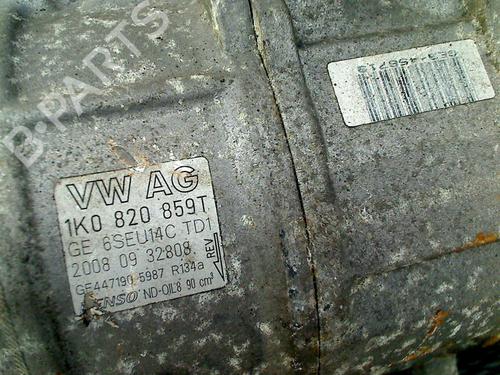 B-PARTS
VW AG
1K0 820 859T
GE 6SEU14C TD1
2008 09 32808
GE447190 5987 R134a
REV
DENSO ND-OIL8 90 cm³